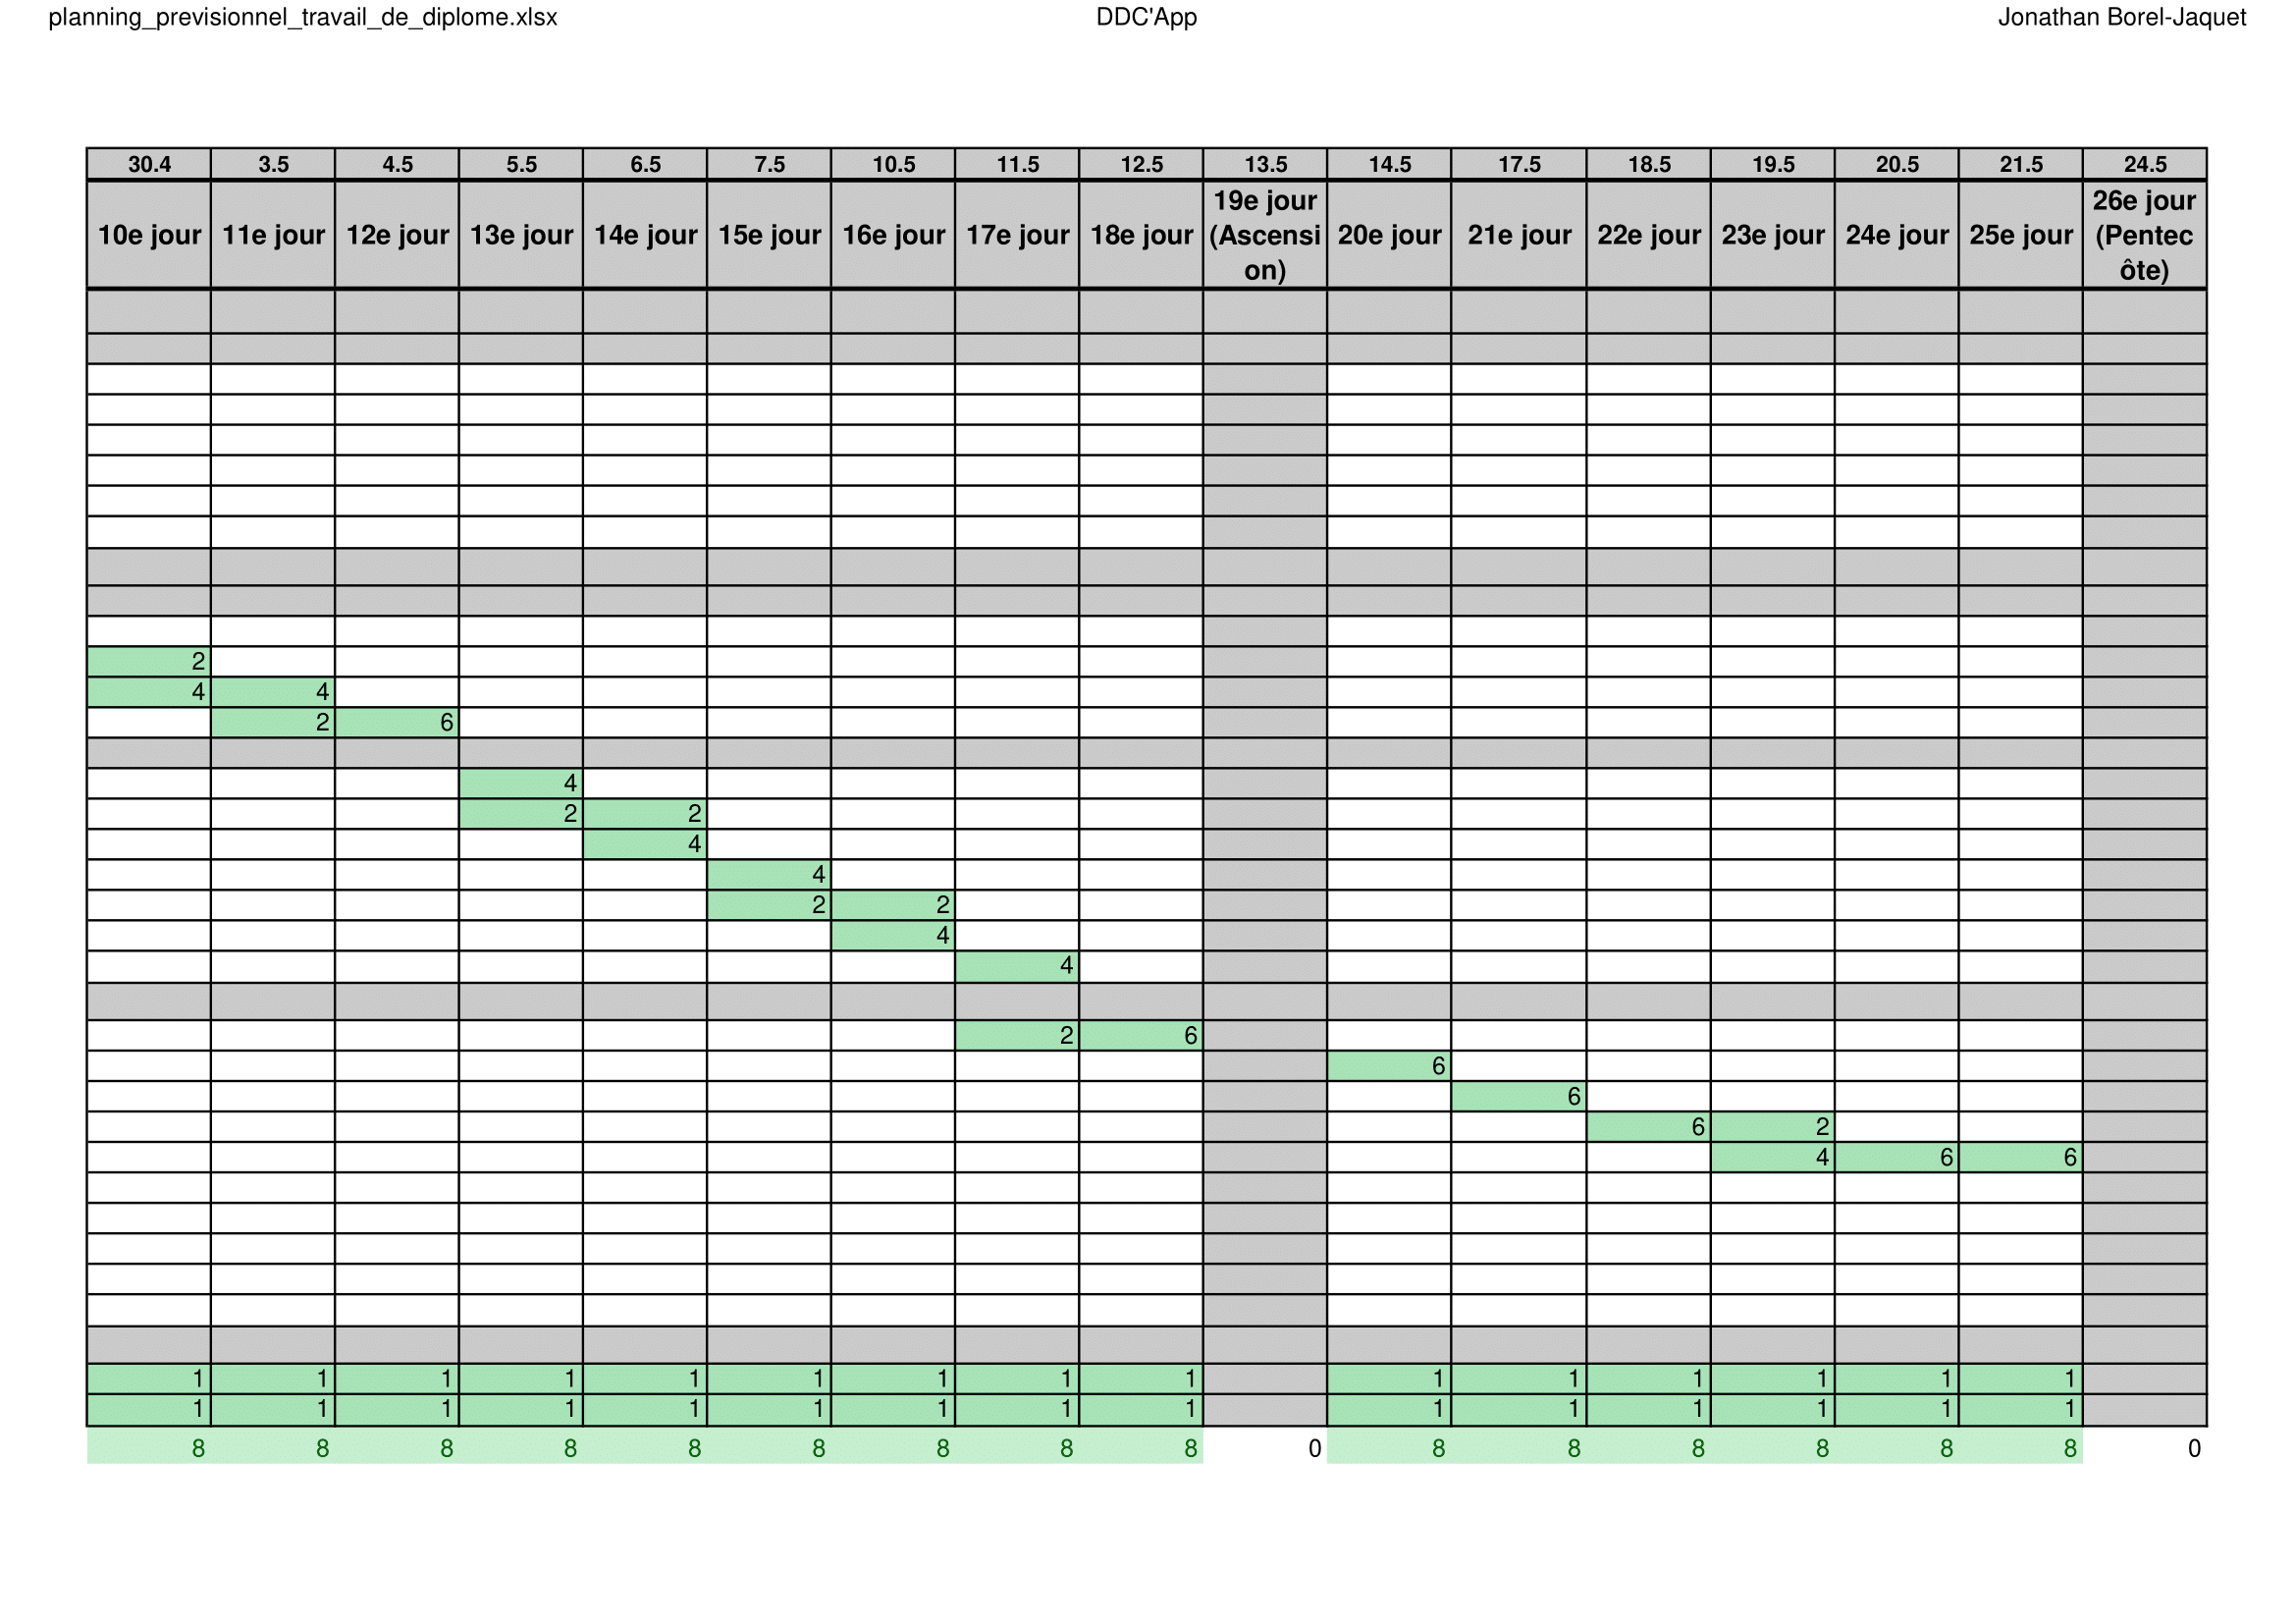 planning_previsionnel_travail_de_diplome.xlsx DDC'App Jonathan Borel-Jaquet
30.4 3.5 4.5 5.5 6.5 7.5 10.5 11.5 12.5 13.5 14.5 17.5 18.5 19.5 20.5 21.5 24.5
10e jour 11e jour 12e jour 13e jour 14e jour 15e jour 16e jour 17e jour 18e jour 19e jour (Ascensi on) 20e jour 21e jour 22e jour 23e jour 24e jour 25e jour 26e jour (Pentec ôte)
2
4 4
2 6
4
2 2
4
4
2 2
4
4
2 6
6
6
6 2
4 6 6
1 1 1 1 1 1 1 1 1 1 1 1 1 1 1
1 1 1 1 1 1 1 1 1 1 1 1 1 1 1
8 8 8 8 8 8 8 8 8 0 8 8 8 8 8 8 0